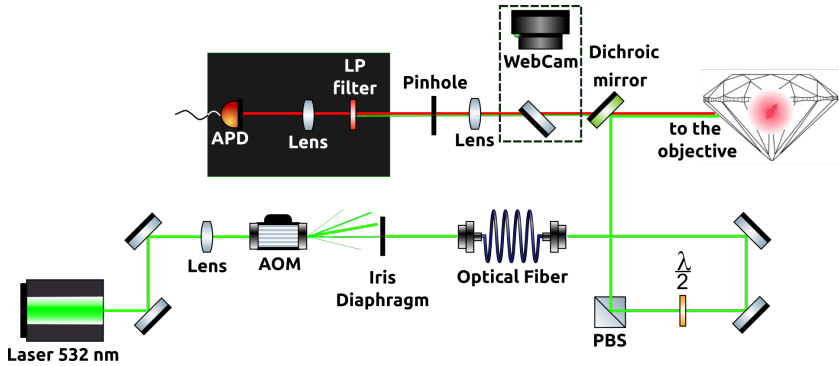 LP
filter
WebCam
Dichroic
mirror
Pinhole
APD
Lens
Lens
to the
objective
Lens
AOM
Iris
Diaphragm
Optical Fiber
λ
2
PBS
Laser 532 nm